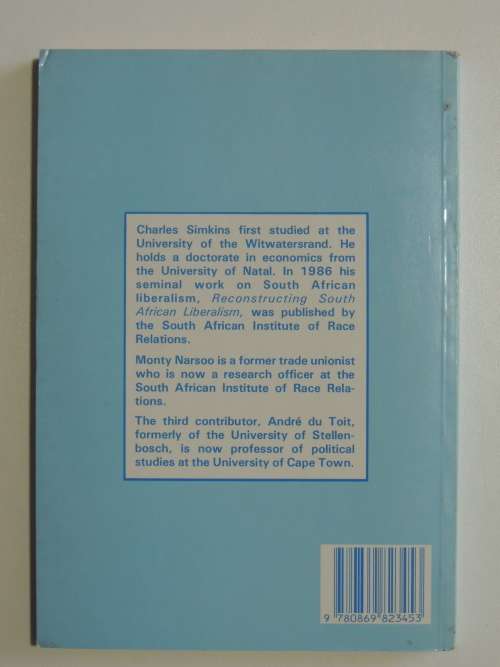 Charles Simkins first studied at the
University of the Witwatersrand. He
holds a doctorate in economics from
the University of Natal. In 1986 his
seminal work on South African
liberalism, Reconstructing South
African Liberalism, was published by
the South African Institute of Race
Relations.
Monty Narsoo is a former trade unionist
who is now a research officer at the
South African Institute of Race Rela-
tions.
The third contributor, André du Toit,
formerly of the University of Stellen-
bosch, is now professor of political
studies at the University of Cape Town.
9 780869 823453